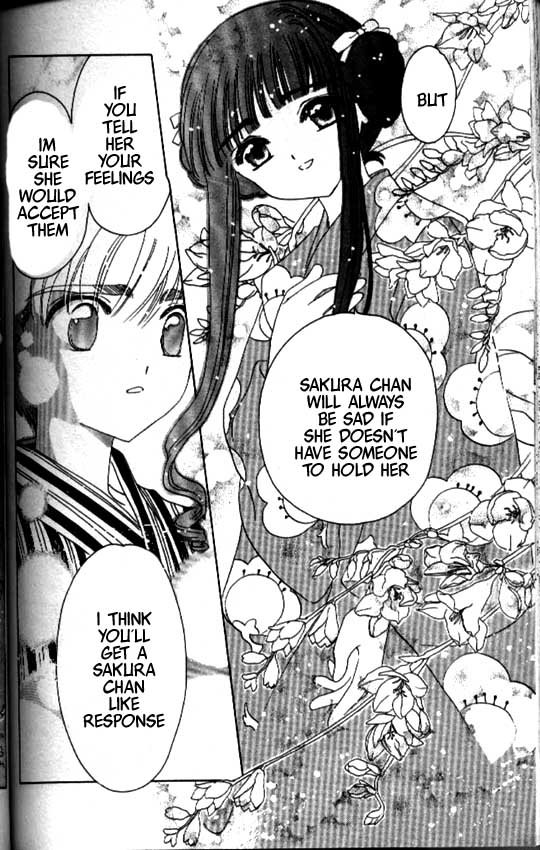 BUT
SAKURA CHAN
WILL ALWAYS
BE SAD IF
SHE DOESN'T
HAVE SOMEONE
TO HOLD HER
IF
YOU
TELL
HER
YOUR
FEELINGS
IM
SURE
SHE
WOULD
ACCEPT
THEM
I THINK
YOU'LL
GET A
SAKURA
CHAN
LIKE
RESPONSE